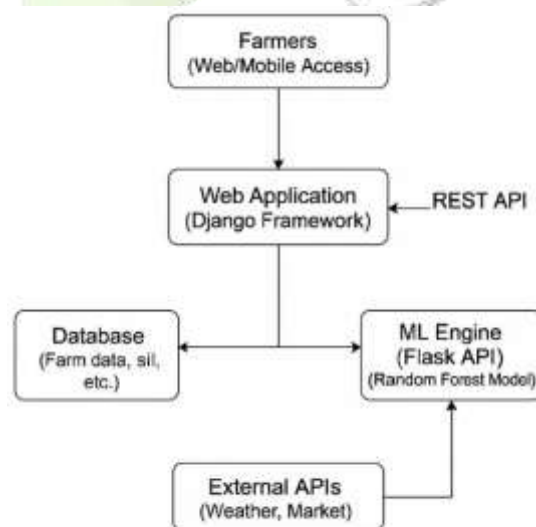 Farmers
(Web/Mobile Access)
Web Application
(Django Framework)
REST API
Database
(Farm data, sil,
etc.)
ML Engine
(Flask API)
(Random Forest Model)
External APIs
(Weather, Market)